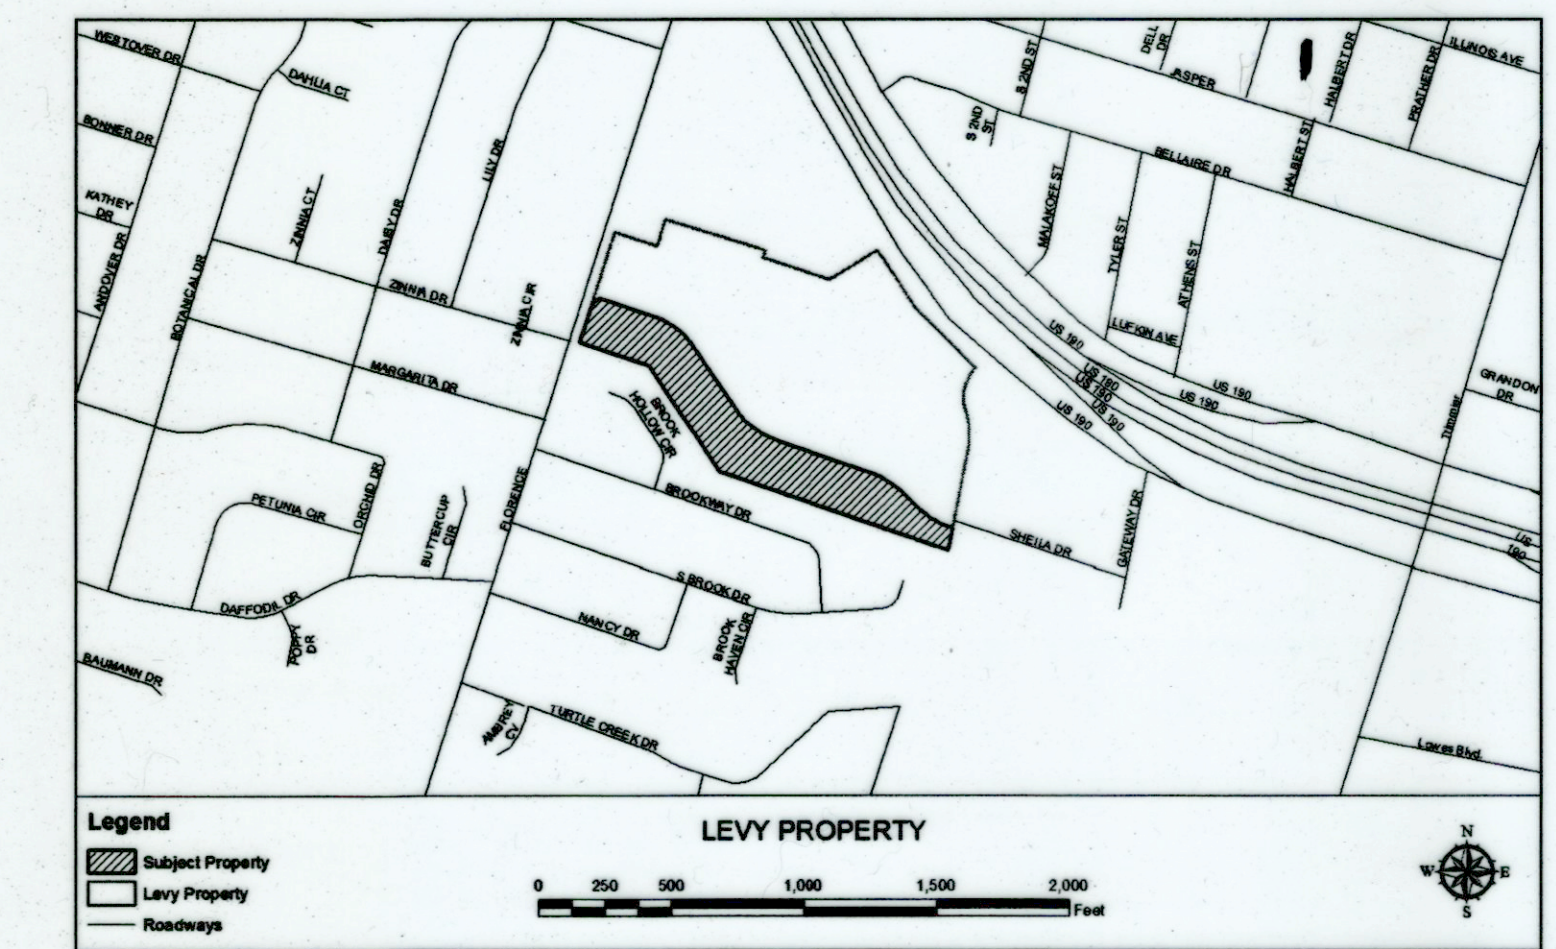 WESTOVER DR
DAHLIA CT
BONNER DR
KATHEY
DR
ANDOVER DR
BOTANICAL DR
ZINNIA CT
DAISY DR
LILY DR
ZINNIA DR
ZINNIA CIR
MARGARITA DR
PETUNIA CIR
ORCHID DR
BUTTERCUP
CIR
FLORENCE
DAFFODIL DR
POPPY
DR
BAUMANN DR
BROOK
HOLLOW CIR
BROOKWAY DR
S BROOK DR
NANCY DR
BROOK
HAVEN CIR
TURTLE CREEK DR
SHEILA DR
GATEWAY DR
S 2ND ST
S 2ND
ST
DELL
DR
JASPER
HALBERT DR
PRATHER DR
ILLINOIS AVE
BELLAIRE DR
HALBERT ST
MALAKOFF ST
TYLER ST
ATHENS ST
LUFKIN AVE
US 190
US 190
US 190
US 190
US 190
US 190
US 190
GRANDON
DR
Trimmier
US
190
Lowes Blvd.
Legend
Subject Property
Levy Property
Roadways
LEVY PROPERTY
0 250 500 1,000 1,500 2,000
Feet
N
W E
S